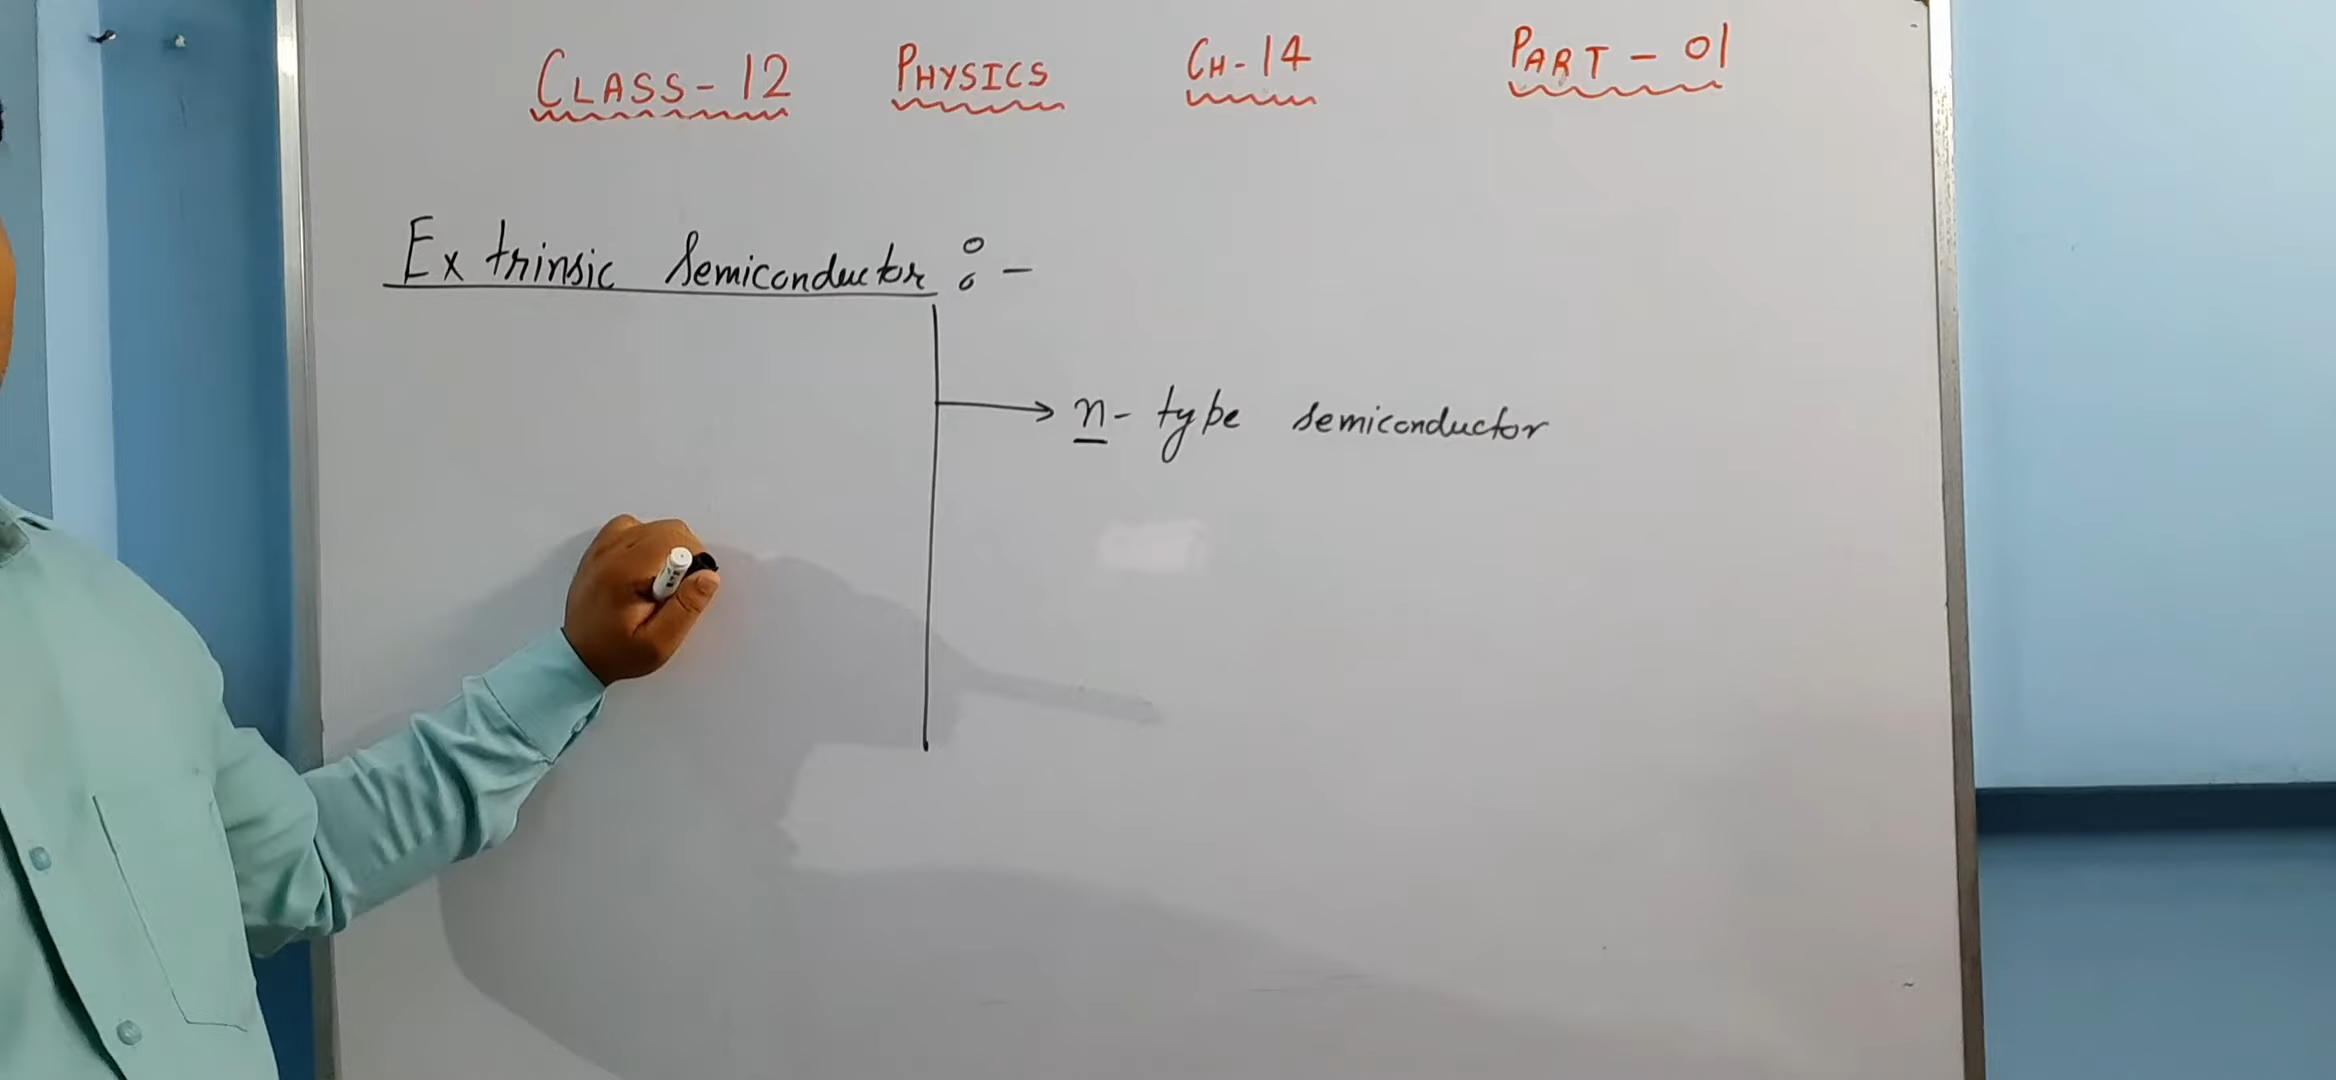 CLASS-12 PHYSICS CH-14 PART-01
Extrinsic Semiconductor :-
n-type semiconductor